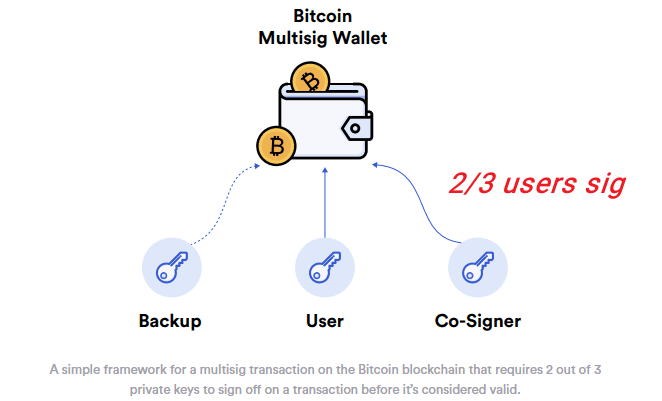 Bitcoin
Multisig Wallet
2/3 users sig
Backup
User
Co-Signer
A simple framework for a multisig transaction on the Bitcoin blockchain that requires 2 out of 3
private keys to sign off on a transaction before it's considered valid.